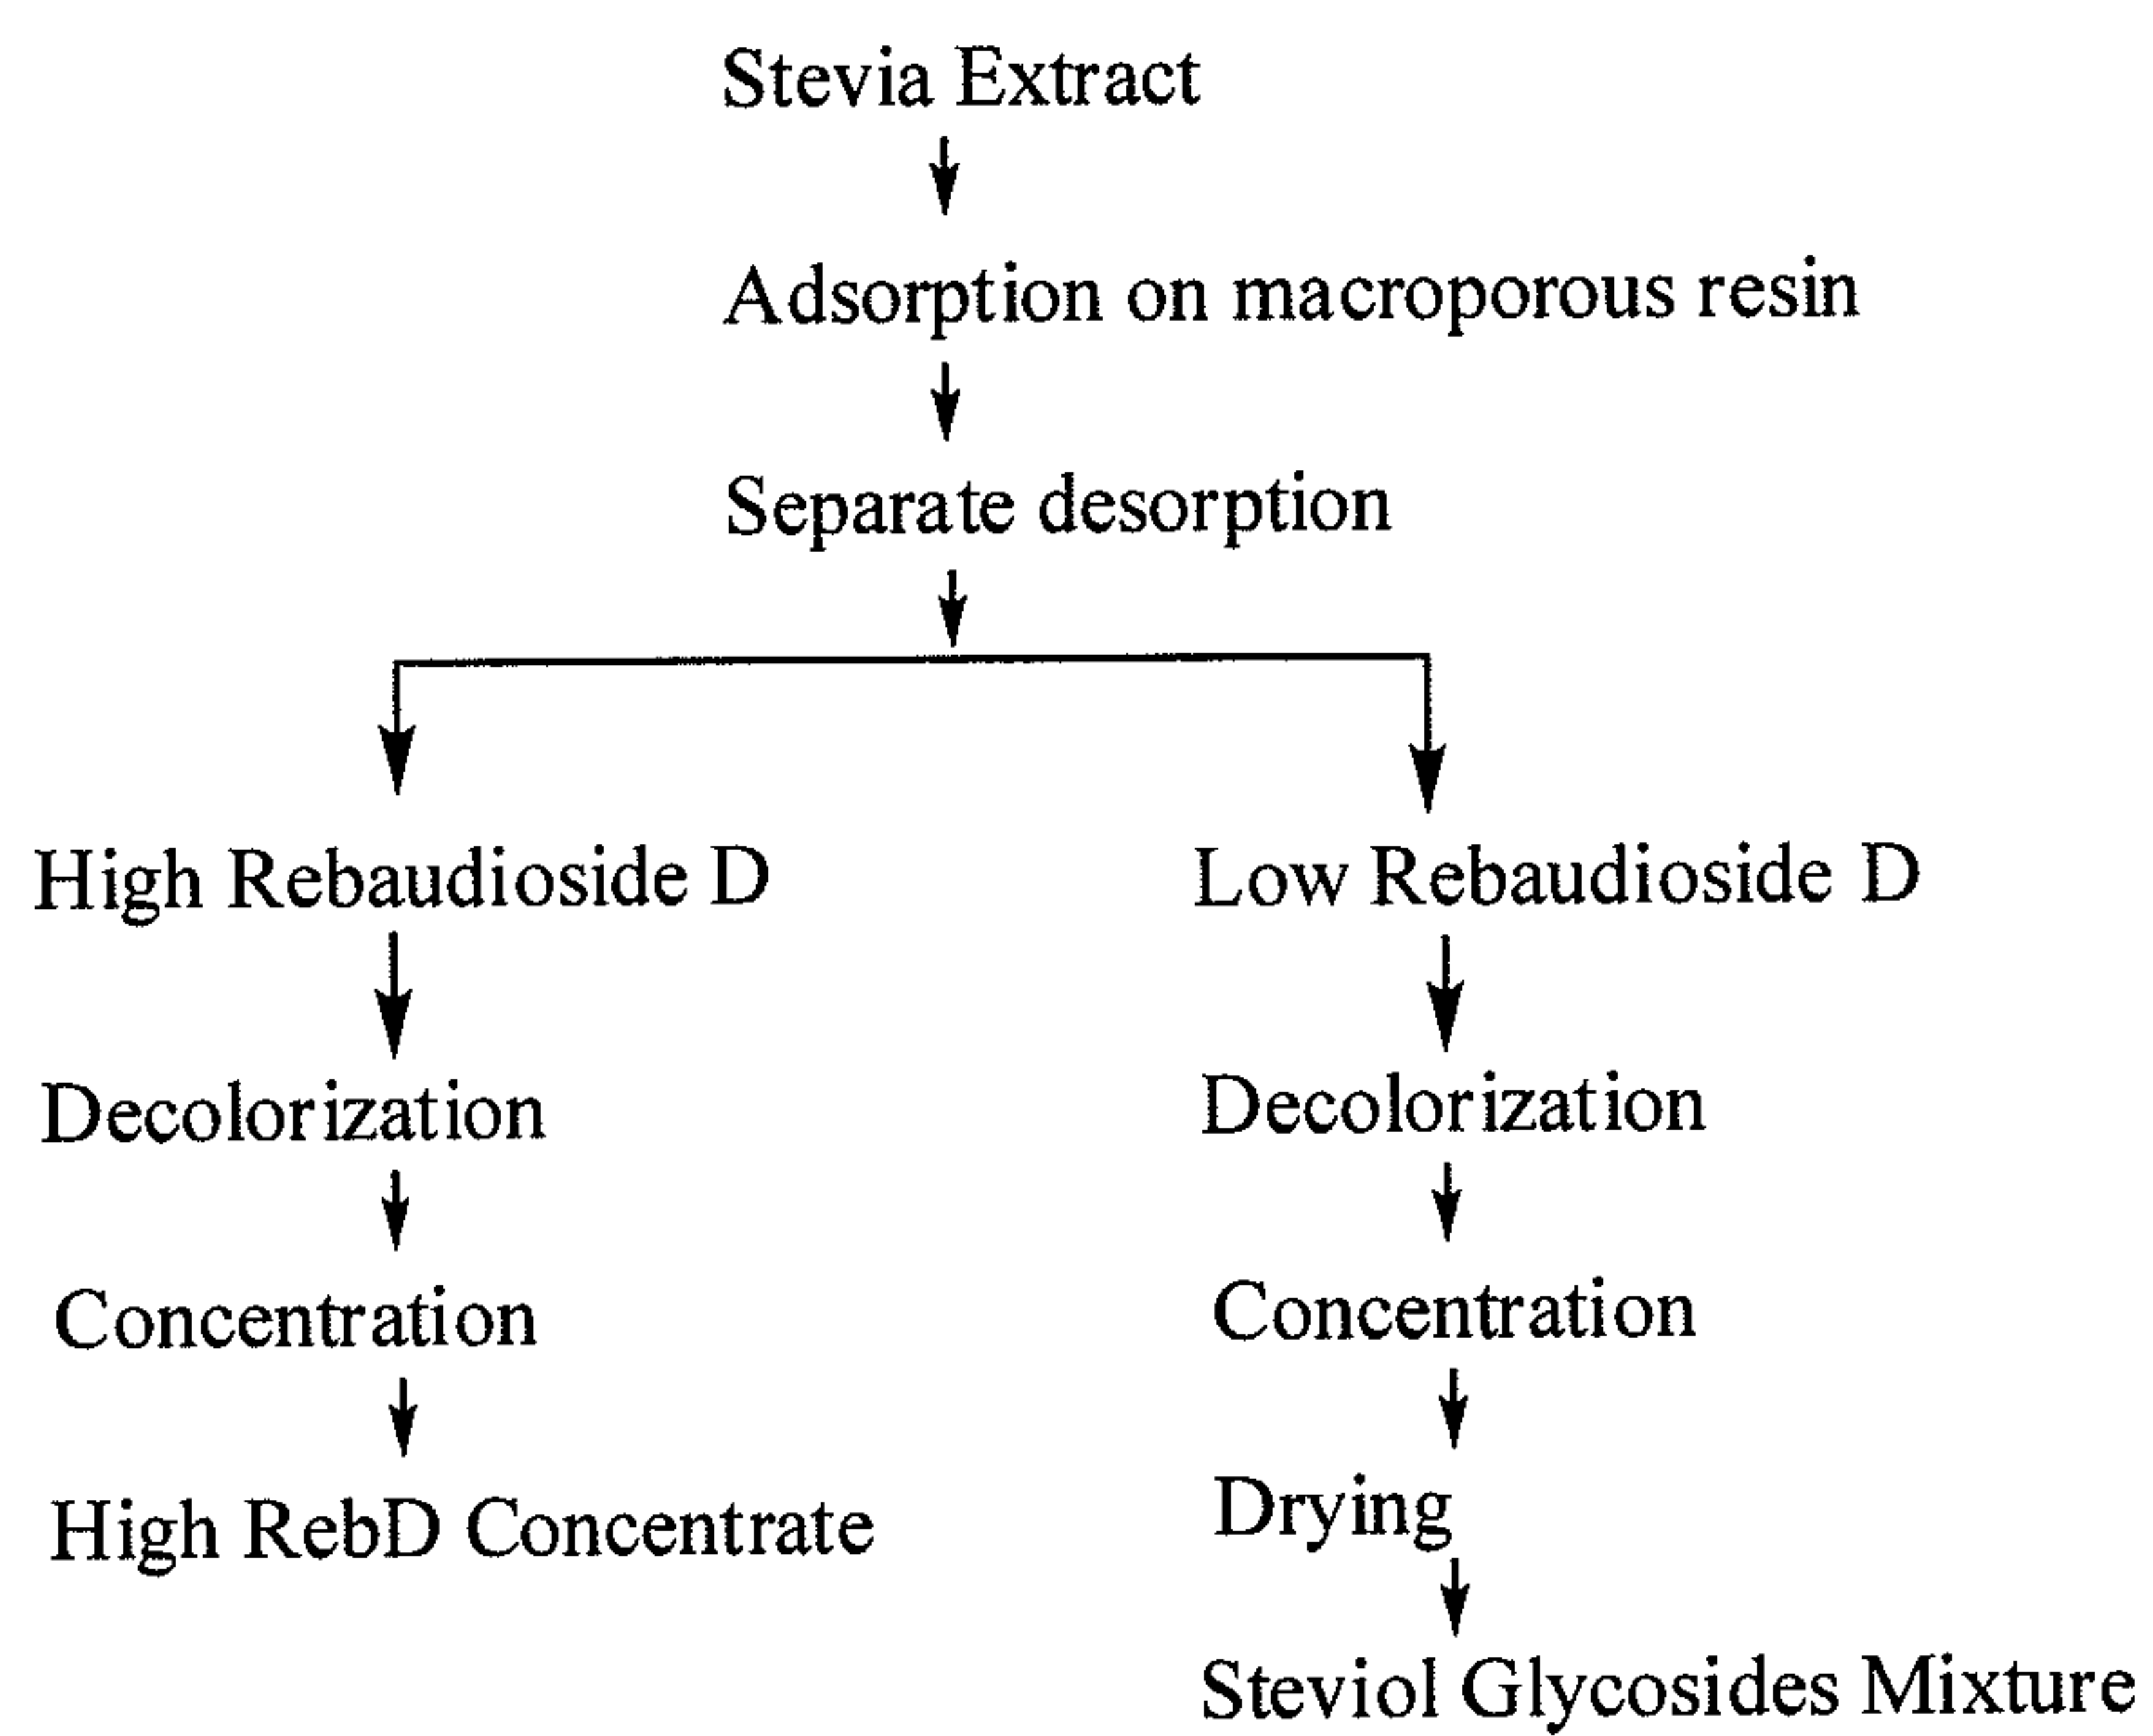 Stevia Extract
Adsorption on macroporous resin
Separate desorption
High Rebaudioside D
Low Rebaudioside D
Decolorization
Decolorization
Concentration
Concentration
High RebD Concentrate
Drying
Steviol Glycosides Mixture